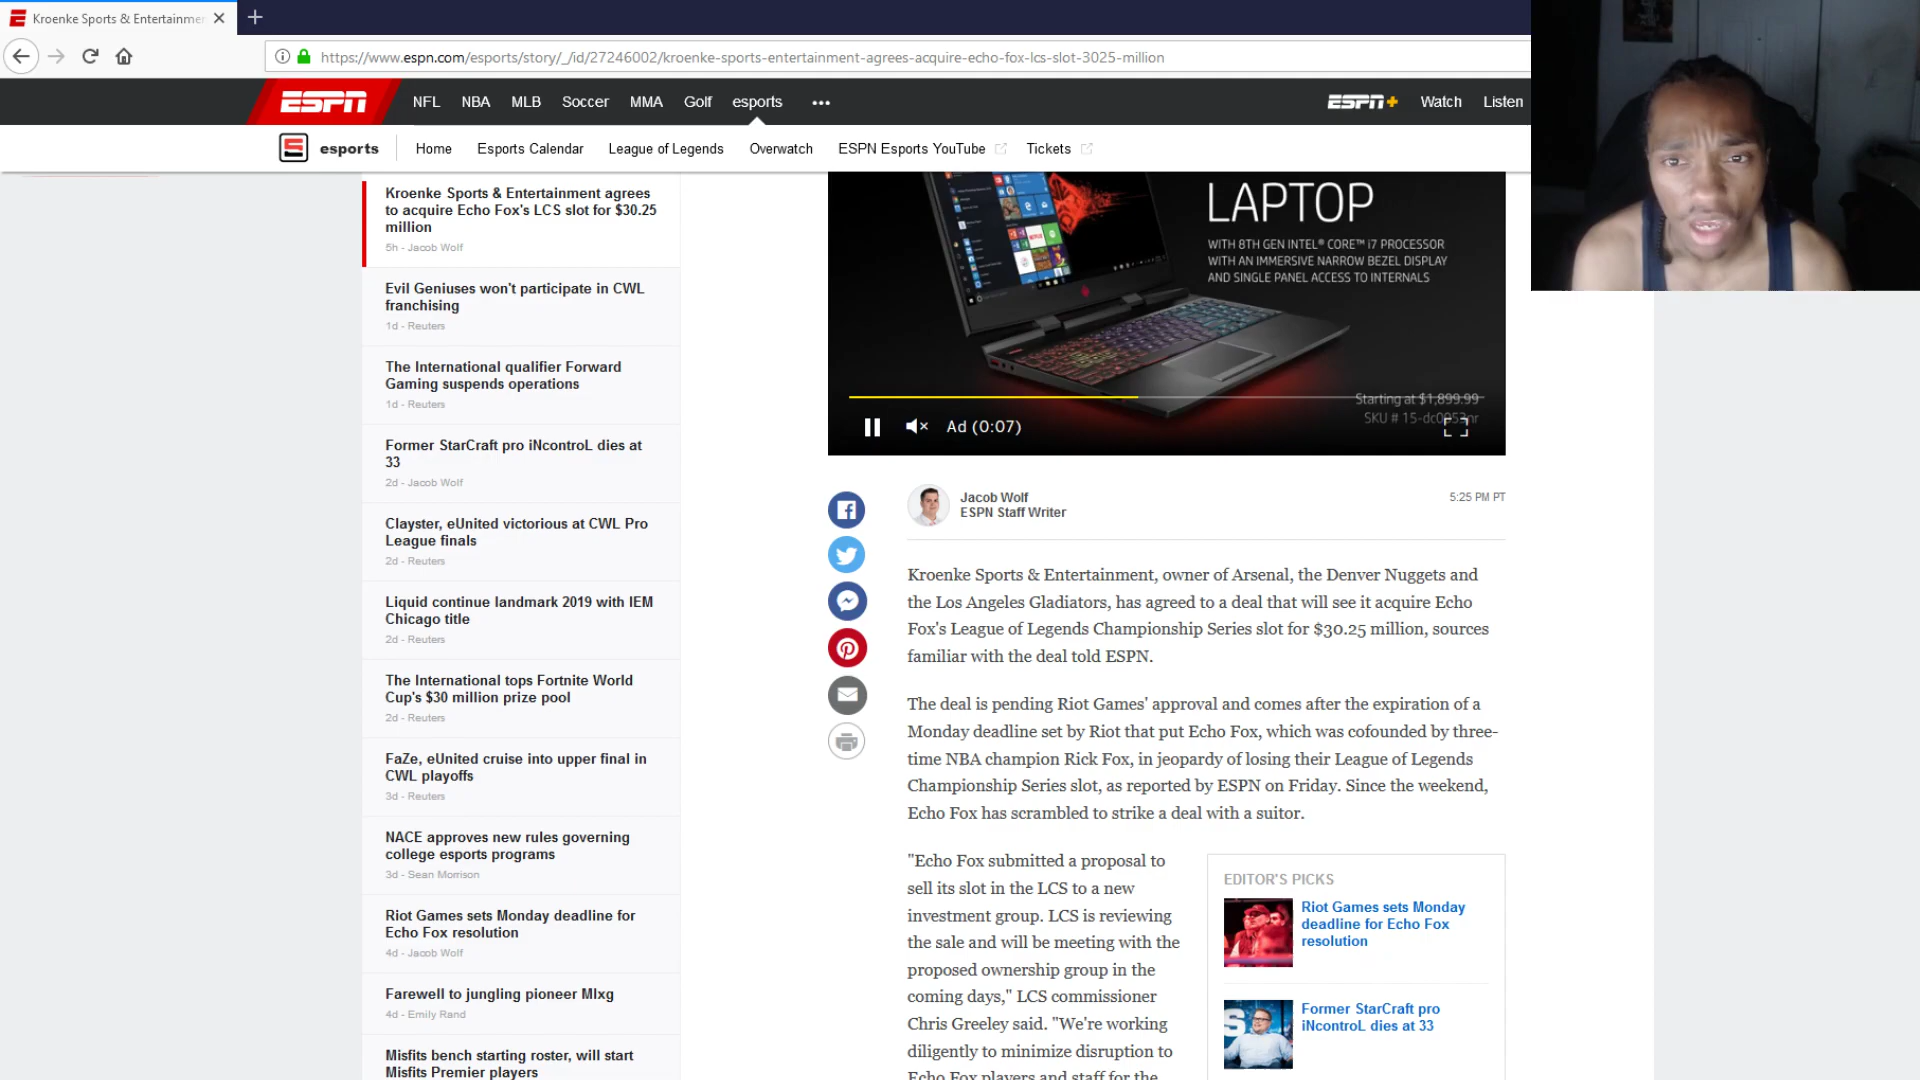 Kroenke Sports & Entertainmen
https://www.espn.com/esports/story/_/id/27246002/kroenke-sports-entertainment-agrees-acquire-echo-fox-lcs-slot-3025-million
ESPN NFL NBA MLB Soccer MMA Golf esports ESPN+ Watch Listen
esports Home Esports Calendar League of Legends Overwatch ESPN Esports YouTube Tickets
Kroenke Sports & Entertainment agrees
to acquire Echo Fox's LCS slot for $30.25
million
5h - Jacob Wolf
Evil Geniuses won't participate in CWL
franchising
1d - Reuters
The International qualifier Forward
Gaming suspends operations
1d - Reuters
Former StarCraft pro iNcontroL dies at
33
2d - Jacob Wolf
Clayster, eUnited victorious at CWL Pro
League finals
2d - Reuters
Liquid continue landmark 2019 with IEM
Chicago title
2d - Reuters
The International tops Fortnite World
Cup's $30 million prize pool
2d - Reuters
FaZe, eUnited cruise into upper final in
CWL playoffs
3d - Reuters
NACE approves new rules governing
college esports programs
3d - Sean Morrison
Riot Games sets Monday deadline for
Echo Fox resolution
4d - Jacob Wolf
Farewell to jungling pioneer Mlxg
4d - Emily Rand
Misfits bench starting roster, will start
Misfits Premier players
LAPTOP
WITH 8TH GEN INTEL® CORE™ i7 PROCESSOR
WITH AN IMMERSIVE NARROW BEZEL DISPLAY
AND SINGLE PANEL ACCESS TO INTERNALS
Starting at $1,899.99
SKU # 15-dc0053nr
Ad (0:07)
Jacob Wolf
ESPN Staff Writer
5:25 PM PT
Kroenke Sports & Entertainment, owner of Arsenal, the Denver Nuggets and
the Los Angeles Gladiators, has agreed to a deal that will see it acquire Echo
Fox's League of Legends Championship Series slot for $30.25 million, sources
familiar with the deal told ESPN.
The deal is pending Riot Games' approval and comes after the expiration of a
Monday deadline set by Riot that put Echo Fox, which was cofounded by three-
time NBA champion Rick Fox, in jeopardy of losing their League of Legends
Championship Series slot, as reported by ESPN on Friday. Since the weekend,
Echo Fox has scrambled to strike a deal with a suitor.
"Echo Fox submitted a proposal to
sell its slot in the LCS to a new
investment group. LCS is reviewing
the sale and will be meeting with the
proposed ownership group in the
coming days," LCS commissioner
Chris Greeley said. "We're working
diligently to minimize disruption to
Echo Fox players and staff for the
EDITOR'S PICKS
Riot Games sets Monday
deadline for Echo Fox
resolution
Former StarCraft pro
iNcontroL dies at 33